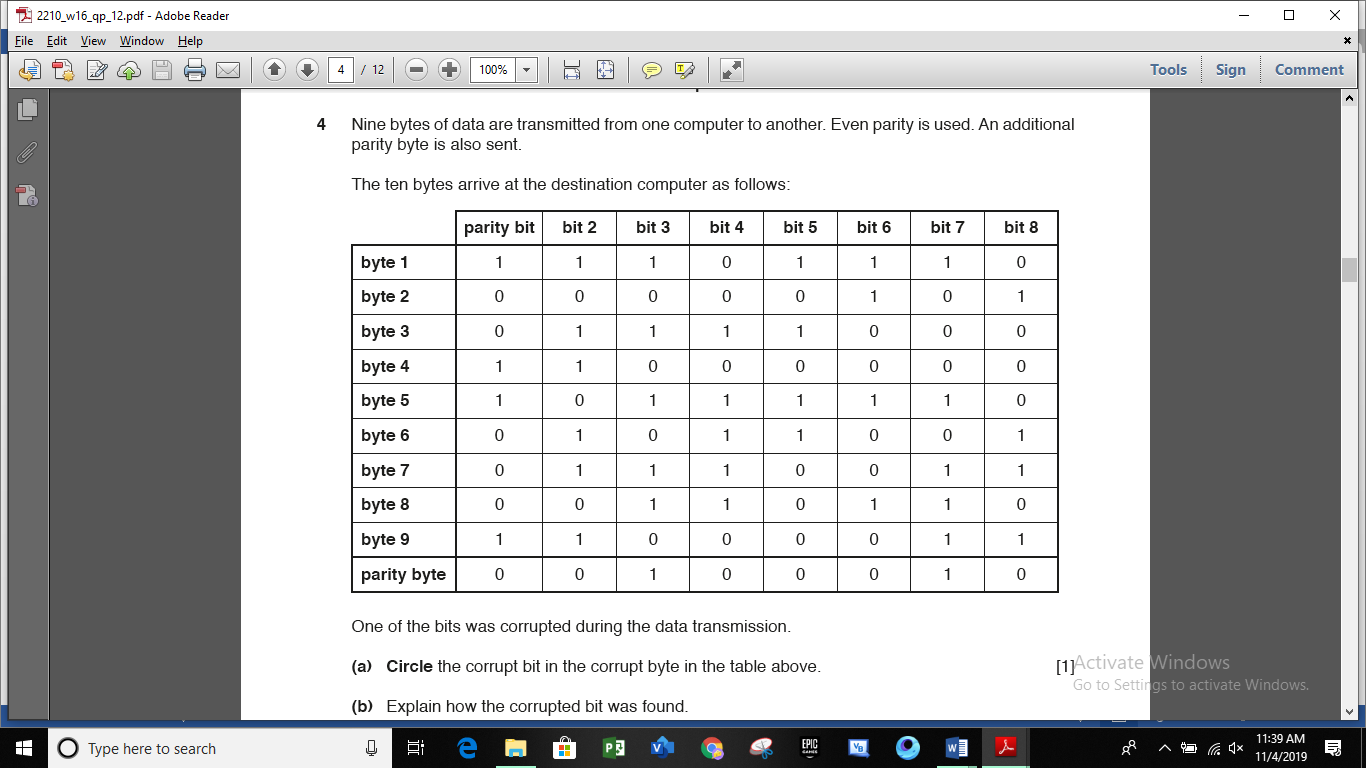 2210_w16_qp_12.pdf - Adobe Reader
File Edit View Window Help
4 / 12 100% Tools Sign Comment
4 Nine bytes of data are transmitted from one computer to another. Even parity is used. An additional
parity byte is also sent.
The ten bytes arrive at the destination computer as follows:
parity bit bit 2 bit 3 bit 4 bit 5 bit 6 bit 7 bit 8
byte 1 1 1 1 0 1 1 1 0
byte 2 0 0 0 0 0 1 0 1
byte 3 0 1 1 1 1 0 0 0
byte 4 1 1 0 0 0 0 0 0
byte 5 1 0 1 1 1 1 1 0
byte 6 0 1 0 1 1 0 0 1
byte 7 0 1 1 1 0 0 1 1
byte 8 0 0 1 1 0 1 1 0
byte 9 1 1 0 0 0 0 1 1
parity byte 0 0 1 0 0 0 1 0
One of the bits was corrupted during the data transmission.
(a) Circle the corrupt bit in the corrupt byte in the table above. [1]
Activate Windows
Go to Settings to activate Windows.
(b) Explain how the corrupted bit was found.
Type here to search
EPIC GAMES
11:39 AM
11/4/2019